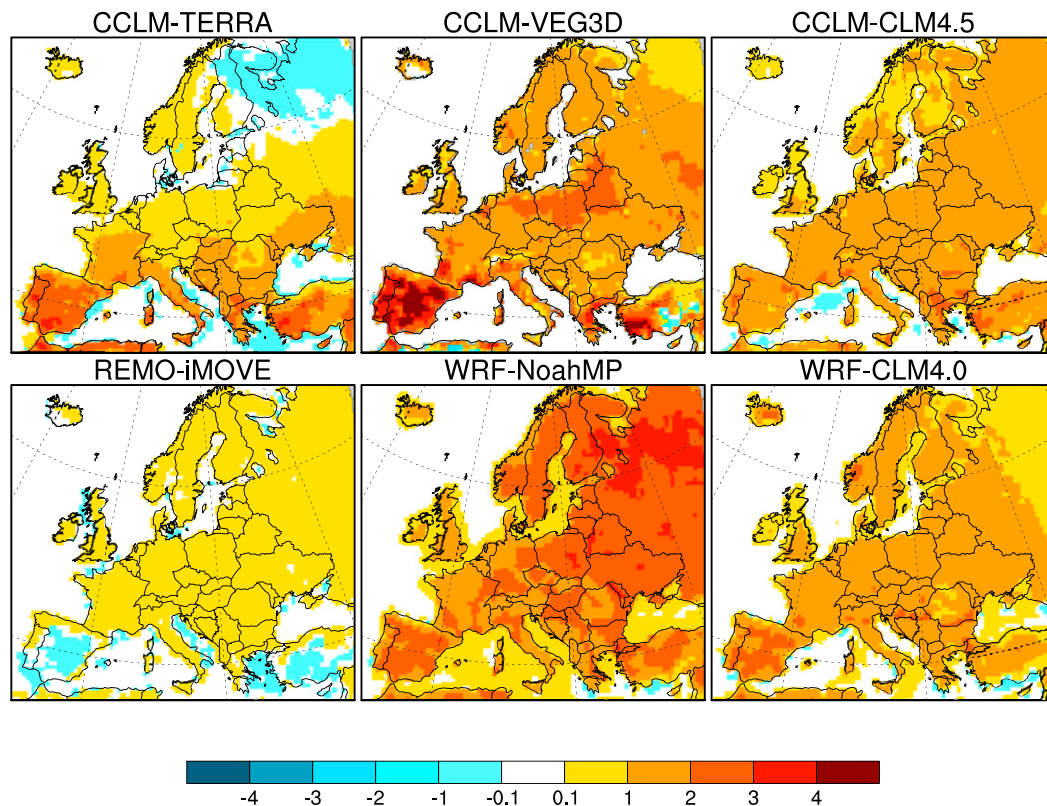 CCLM-TERRA CCLM-VEG3D CCLM-CLM4.5
REMO-iMOVE WRF-NoahMP WRF-CLM4.0
-4 -3 -2 -1 -0.1 0.1 1 2 3 4